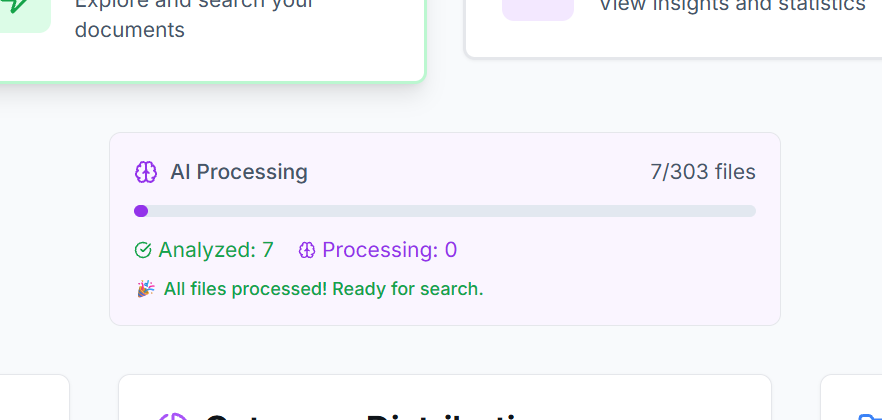 Explore and search your
documents
View insights and statistics
AI Processing
7/303 files
Analyzed: 7
Processing: 0
🎉 All files processed! Ready for search.